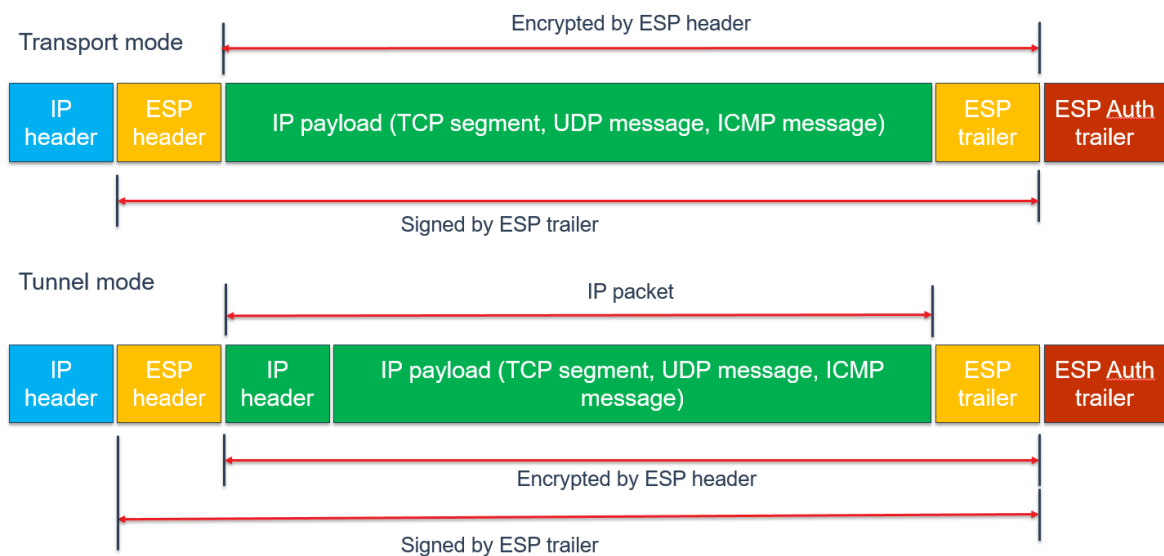 Encrypted by ESP header
Transport mode
IP
header
ESP
header
IP payload (TCP segment, UDP message, ICMP message)
ESP
trailer
ESP Auth
trailer
Signed by ESP trailer
Tunnel mode
IP packet
IP
header
ESP
header
IP
header
IP payload (TCP segment, UDP message, ICMP
message)
ESP
trailer
ESP Auth
trailer
Encrypted by ESP header
Signed by ESP trailer